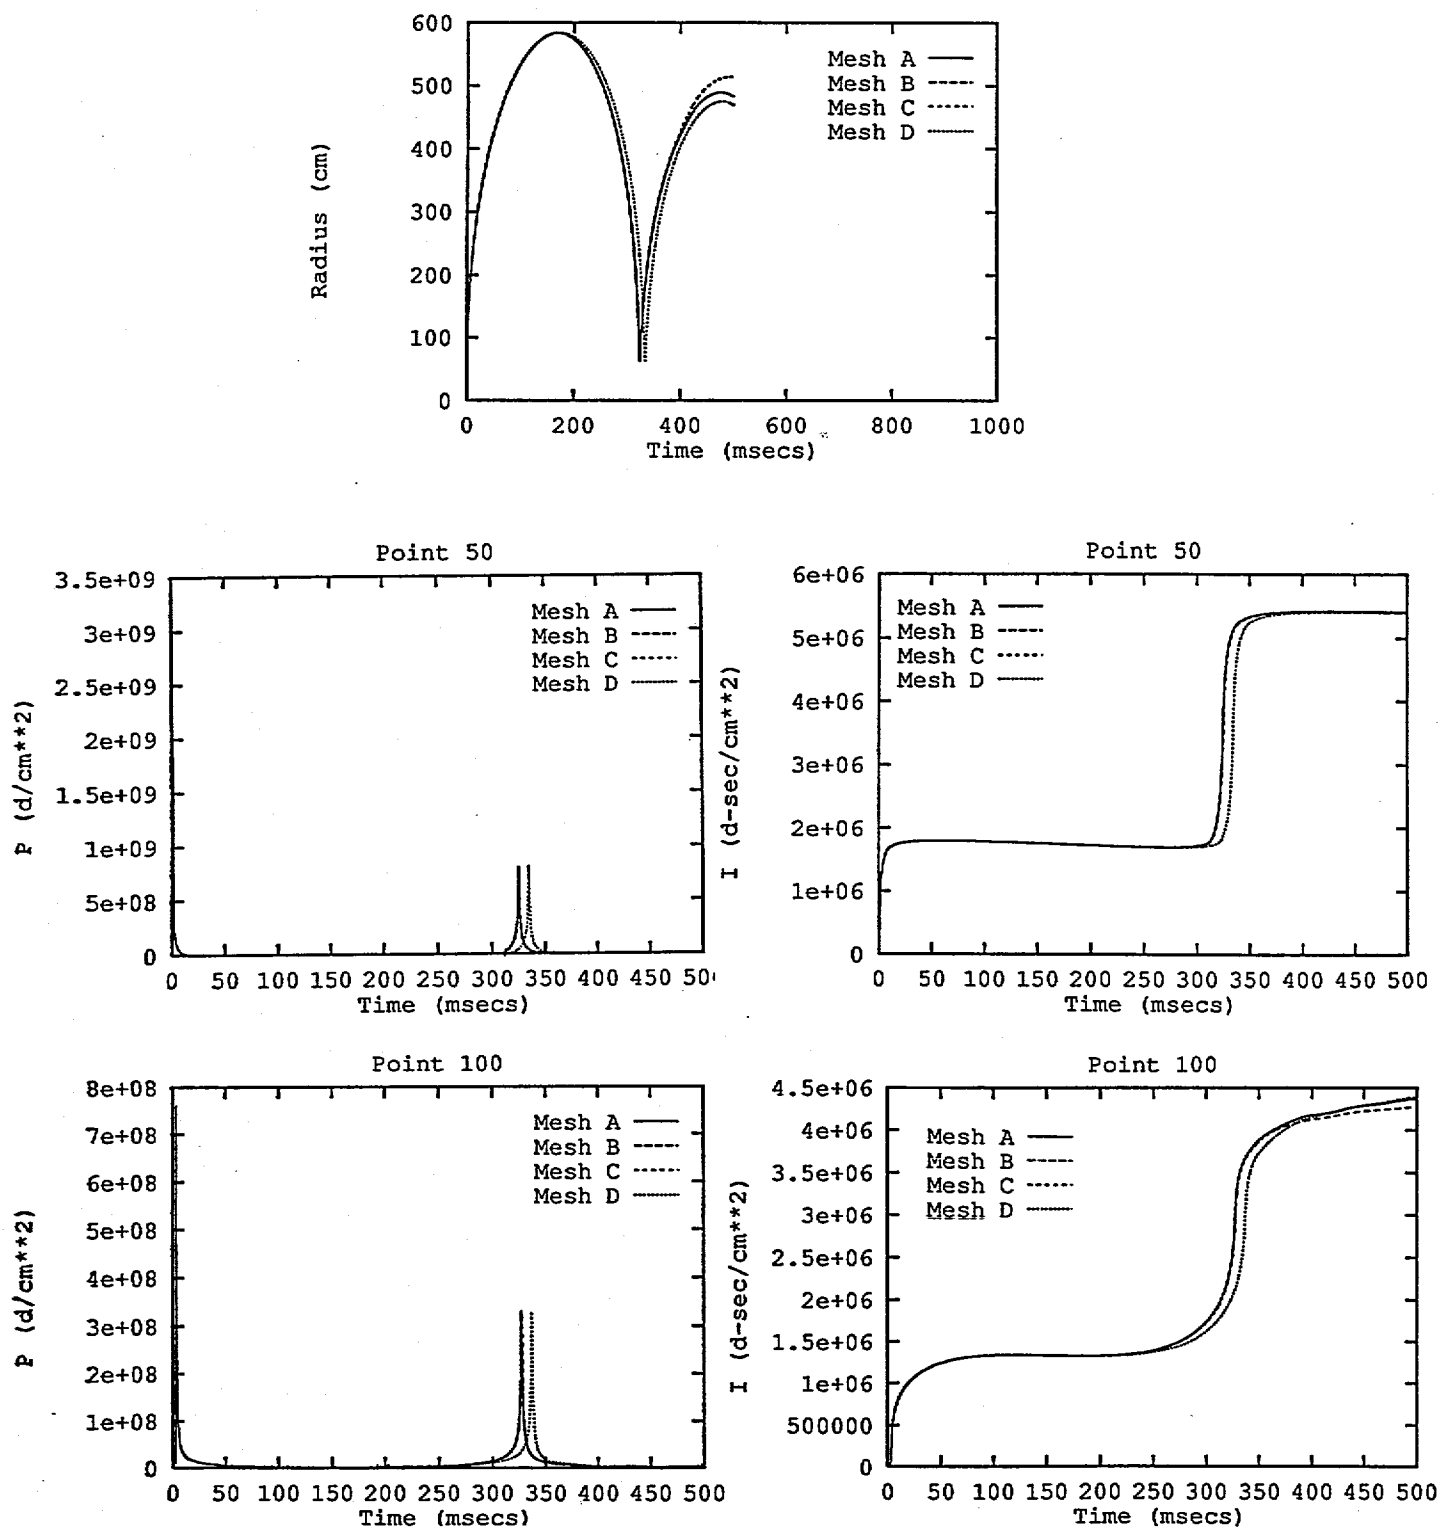 600
500
400
300
200
100
0
Radius (cm)
Mesh A
Mesh B
Mesh C
Mesh D
0 200 400 600 800 1000
Time (msecs)
Point 50
3.5e+09
3e+09
2.5e+09
2e+09
1.5e+09
1e+09
5e+08
0
P (d/cm**2)
Mesh A
Mesh B
Mesh C
Mesh D
0 50 100 150 200 250 300 350 400 450 50
Time (msecs)
Point 50
6e+06
5e+06
4e+06
3e+06
2e+06
1e+06
0
I (d-sec/cm**2)
Mesh A
Mesh B
Mesh C
Mesh D
0 50 100 150 200 250 300 350 400 450 500
Time (msecs)
Point 100
8e+08
7e+08
6e+08
5e+08
4e+08
3e+08
2e+08
1e+08
0
P (d/cm**2)
Mesh A
Mesh B
Mesh C
Mesh D
0 50 100 150 200 250 300 350 400 450 500
Time (msecs)
Point 100
4.5e+06
4e+06
3.5e+06
3e+06
2.5e+06
2e+06
1.5e+06
1e+06
500000
0
I (d-sec/cm**2)
Mesh A
Mesh B
Mesh C
Mesh D
0 50 100 150 200 250 300 350 400 450 500
Time (msecs)